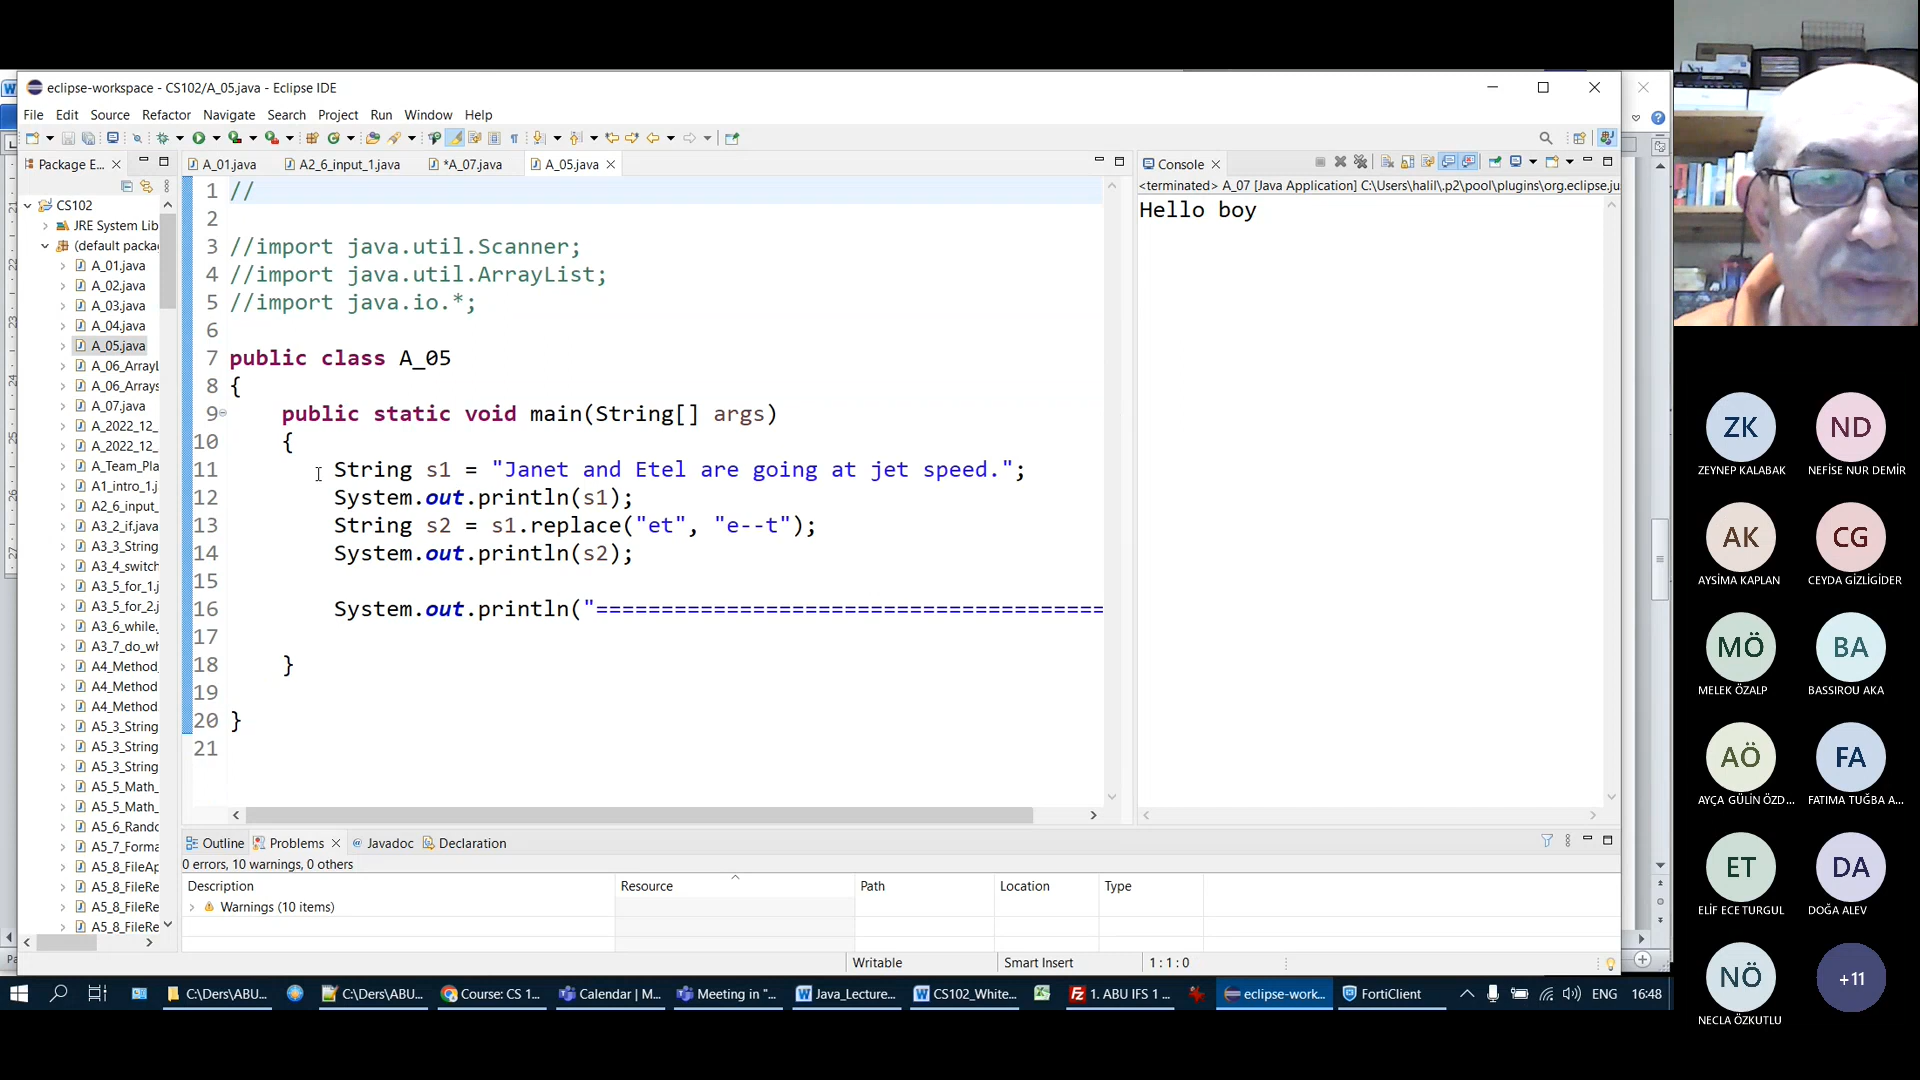 eclipse-workspace - CS102/A_05.java - Eclipse IDE
File Edit Source Refactor Navigate Search Project Run Window Help
Package E...
A_01.java
A2_6_input_1.java
*A_07.java
A_05.java
Console
<terminated> A_07 [Java Application] C:\Users\halil\.p2\pool\plugins\org.eclipse.ju
Hello boy
CS102
JRE System Lib
(default packa
A_01.java
A_02.java
A_03.java
A_04.java
A_05.java
A_06_ArrayL
A_06_Arrays
A_07.java
A_2022_12_
A_2022_12_
A_Team_Pla
A1_intro_1.j
A2_6_input_
A3_2_if.java
A3_3_String
A3_4_switch
A3_5_for_1.j
A3_5_for_2.j
A3_6_while.
A3_7_do_wh
A4_Method_
A4_Method
A4_Method
A5_3_String
A5_3_String
A5_3_String
A5_5_Math_
A5_5_Math_
A5_6_Rando
A5_7_Forma
A5_8_FileAp
A5_8_FileRe
A5_8_FileRe
A5_8_FileRe
1 //
2
3 //import java.util.Scanner;
4 //import java.util.ArrayList;
5 //import java.io.*;
6
7 public class A_05
8 {
9 public static void main(String[] args)
10 {
11 String s1 = "Janet and Etel are going at jet speed.";
12 System.out.println(s1);
13 String s2 = s1.replace("et", "e--t");
14 System.out.println(s2);
15
16 System.out.println("=======================================
17
18 }
19
20 }
21
Outline Problems Javadoc Declaration
0 errors, 10 warnings, 0 others
Description Resource Path Location Type
Warnings (10 items)
Writable Smart Insert 1 : 1 : 0
C:\Ders\ABU...
C:\Ders\ABU...
Course: CS 1...
Calendar | M...
Meeting in "...
Java_Lecture...
CS102_White...
1. ABU IFS 1 ...
eclipse-work...
FortiClient
ENG
16:48
ZK
ZEYNEP KALABAK
ND
NEFİSE NUR DEMİR
AK
AYSİMA KAPLAN
CG
CEYDA GİZLİGİDER
MÖ
MELEK ÖZALP
BA
BASSIROU AKA
AÖ
AYÇA GÜLİN ÖZD...
FA
FATIMA TUĞBA A...
ET
ELİF ECE TURGUL
DA
DOĞA ALEV
NÖ
NECLA ÖZKUTLU
+11